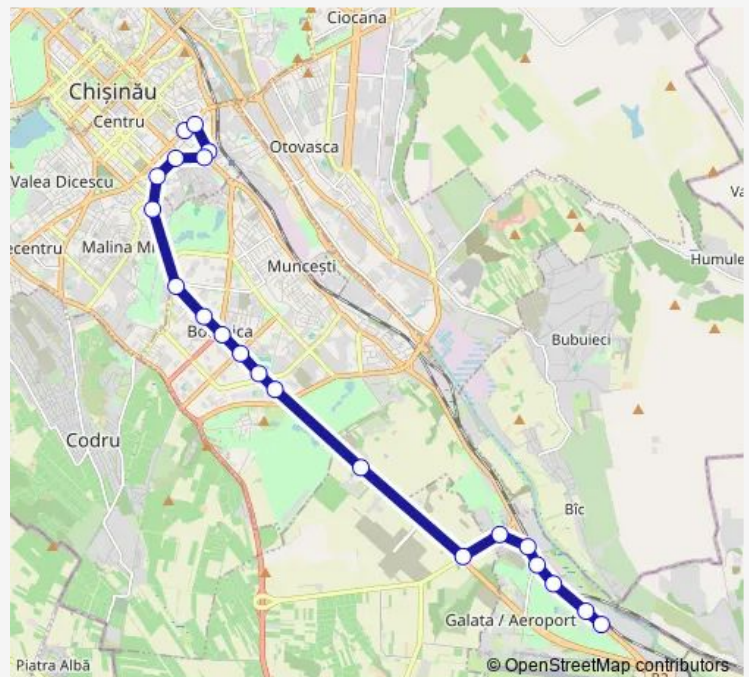 Ciocana
Chișinău
Centru
Otovasca
Valea Dicescu
ecentru
Malina Mi
Humule
Muncești
Bubuieci
Codru
Bîc
Galata / Aeroport
Piatra Albă
© OpenStreetMap contributors